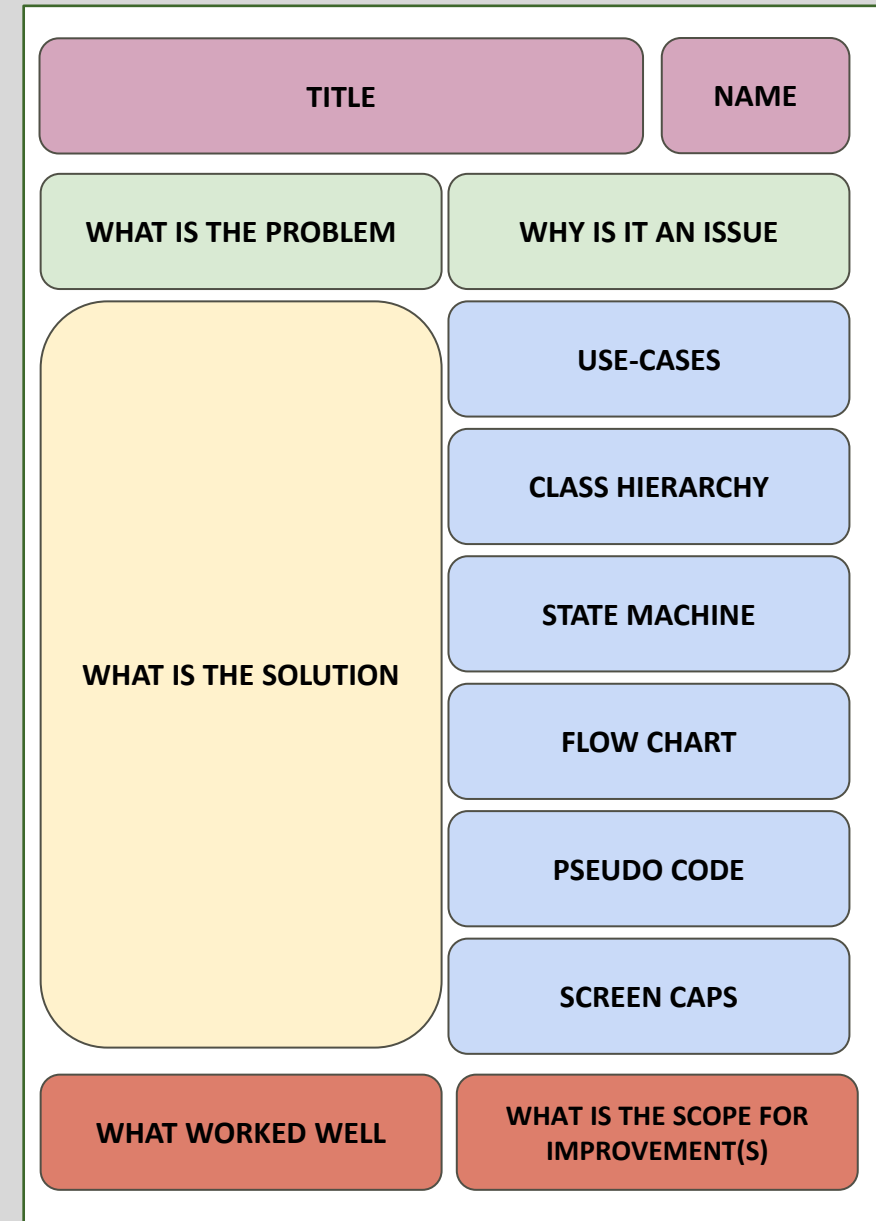 TITLE
NAME
WHAT IS THE PROBLEM
WHY IS IT AN ISSUE
WHAT IS THE SOLUTION
USE-CASES
CLASS HIERARCHY
STATE MACHINE
FLOW CHART
PSEUDO CODE
SCREEN CAPS
WHAT WORKED WELL
WHAT IS THE SCOPE FOR
IMPROVEMENT(S)